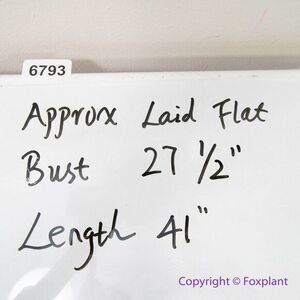 6793
Approx Laid Flat
Bust 27 1/2"
Length 41"
Copyright © Foxplant